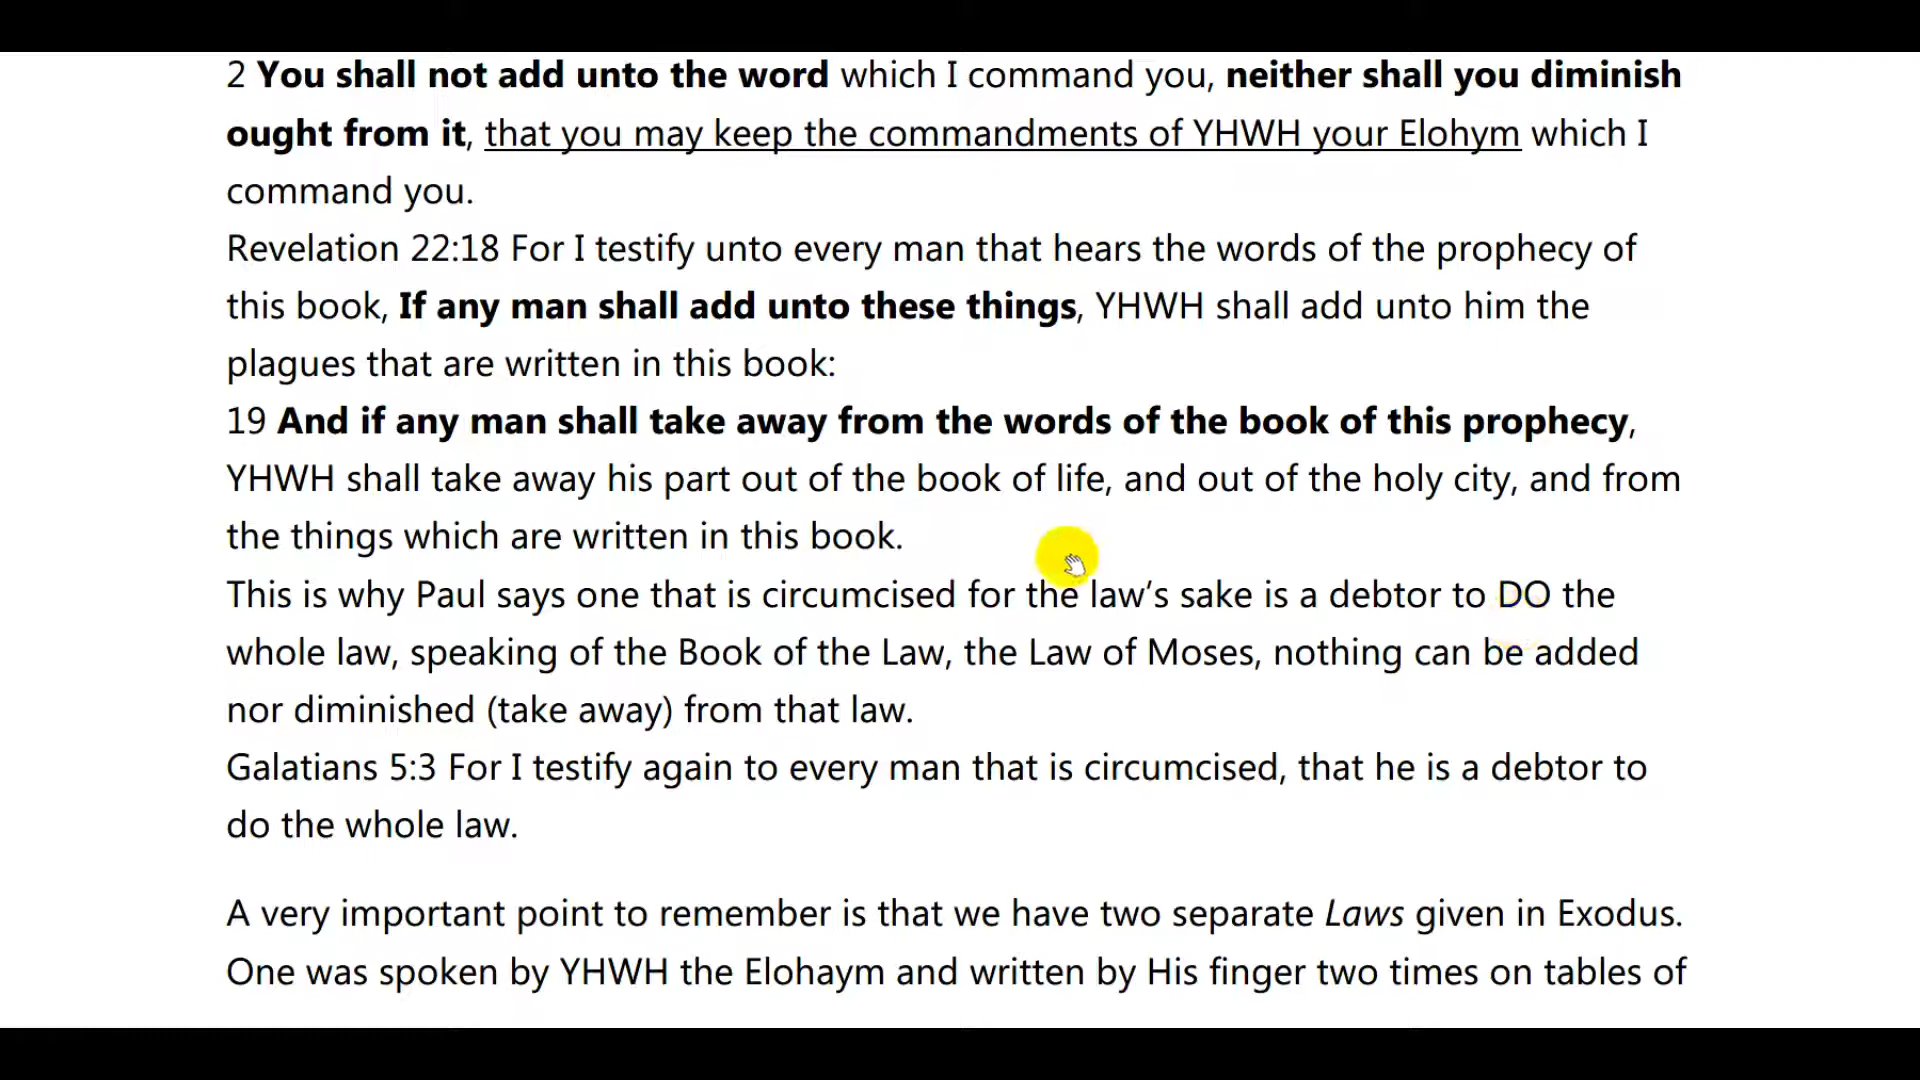 2 You shall not add unto the word which I command you, neither shall you diminish
ought from it, that you may keep the commandments of YHWH your Elohym which I
command you.
Revelation 22:18 For I testify unto every man that hears the words of the prophecy of
this book, If any man shall add unto these things, YHWH shall add unto him the
plagues that are written in this book:
19 And if any man shall take away from the words of the book of this prophecy,
YHWH shall take away his part out of the book of life, and out of the holy city, and from
the things which are written in this book.
This is why Paul says one that is circumcised for the law’s sake is a debtor to DO the
whole law, speaking of the Book of the Law, the Law of Moses, nothing can be added
nor diminished (take away) from that law.
Galatians 5:3 For I testify again to every man that is circumcised, that he is a debtor to
do the whole law.
A very important point to remember is that we have two separate Laws given in Exodus.
One was spoken by YHWH the Elohaym and written by His finger two times on tables of